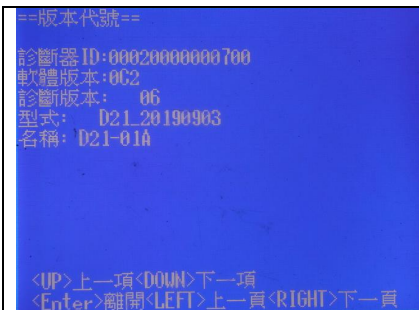 ==版本代號==
診斷器ID:00020000000700
軟體版本:0C2
診斷版本: 06
型式: D21_20190903
名稱: D21-01A
<UP>上一項<DOWN>下一項
<Enter>離開<LEFT>上一頁<RIGHT>下一頁